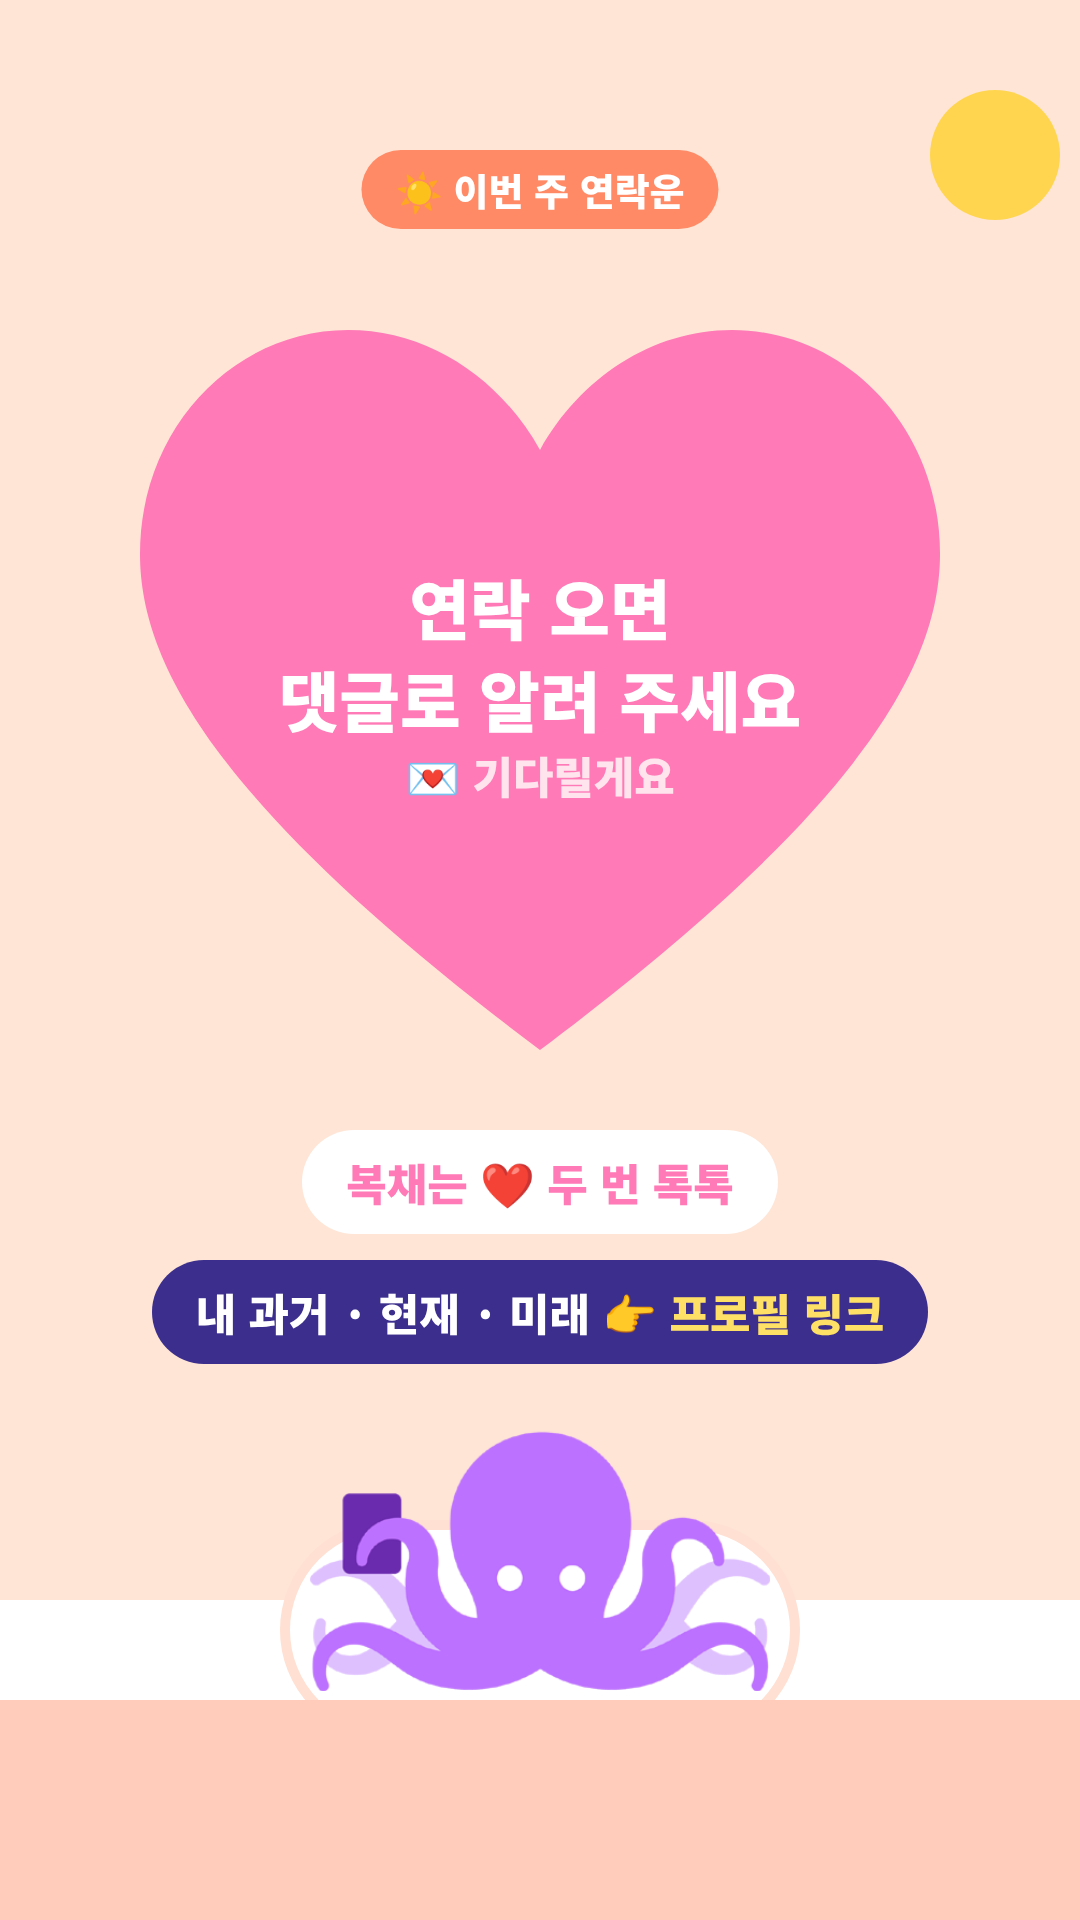 ☀️ 이번 주 연락운
연락 오면
댓글로 알려 주세요
💌 기다릴게요
복채는 ❤️ 두 번 톡톡
내 과거 · 현재 · 미래 👉 프로필 링크